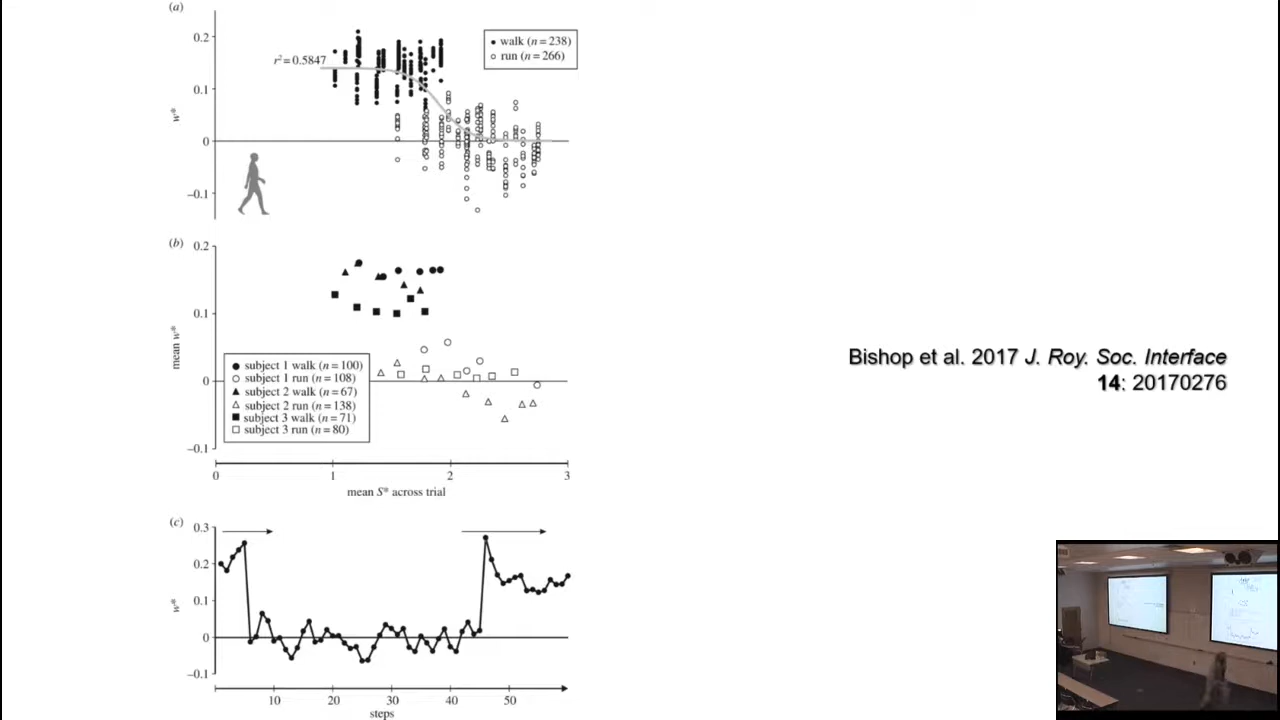 (a)
0.2
0.1
0
–0.1
w*
r² = 0.5847
walk (n = 238)
run (n = 266)
(b)
0.2
0.1
0
–0.1
mean w*
subject 1 walk (n = 100)
subject 1 run (n = 108)
subject 2 walk (n = 67)
subject 2 run (n = 138)
subject 3 walk (n = 71)
subject 3 run (n = 80)
0 1 2 3
mean S* across trial
(c)
0.3
0.2
0.1
0
–0.1
w*
10 20 30 40 50
steps
Bishop et al. 2017 J. Roy. Soc. Interface
14: 20170276